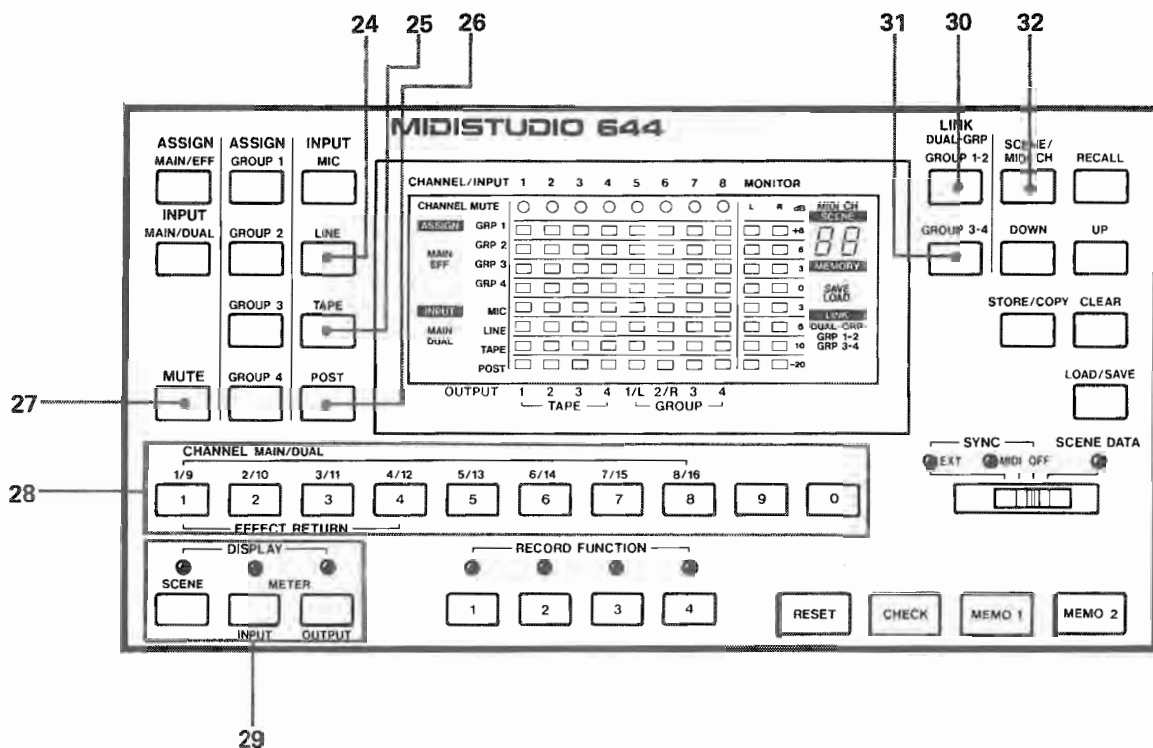 24
25
26
31
30
32
MIDISTUDIO 644
ASSIGN
MAIN/EFF
INPUT
MAIN/DUAL
MUTE
ASSIGN
GROUP 1
GROUP 2
GROUP 3
GROUP 4
INPUT
MIC
LINE
TAPE
POST
CHANNEL/INPUT 1 2 3 4 5 6 7 8 MONITOR
CHANNEL MUTE L R dB
ASSIGN GRP 1 +8
MAIN
EFF
GRP 2 6
GRP 3 3
GRP 4 0
INPUT MIC 3
MAIN
DUAL
LINE 6
TAPE 10
POST -20
MIDI CH
SCENE
88
MEMORY
SAVE
LOAD
LINK
DUAL-GRP
GRP 1-2
GRP 3-4
OUTPUT 1 2 3 4 1/L 2/R 3 4
TAPE GROUP
LINK
DUAL-GRP
GROUP 1-2
GROUP 3-4
SCENE/
MIDI CH
RECALL
DOWN
UP
STORE/COPY
CLEAR
LOAD/SAVE
27
CHANNEL MAIN/DUAL
1/9 2/10 3/11 4/12 5/13 6/14 7/15 8/16
1 2 3 4 5 6 7 8 9 0
EFFECT RETURN
28
SYNC SCENE DATA
EXT MIDI OFF
DISPLAY
SCENE METER
INPUT OUTPUT
RECORD FUNCTION
1 2 3 4
RESET CHECK MEMO 1 MEMO 2
29